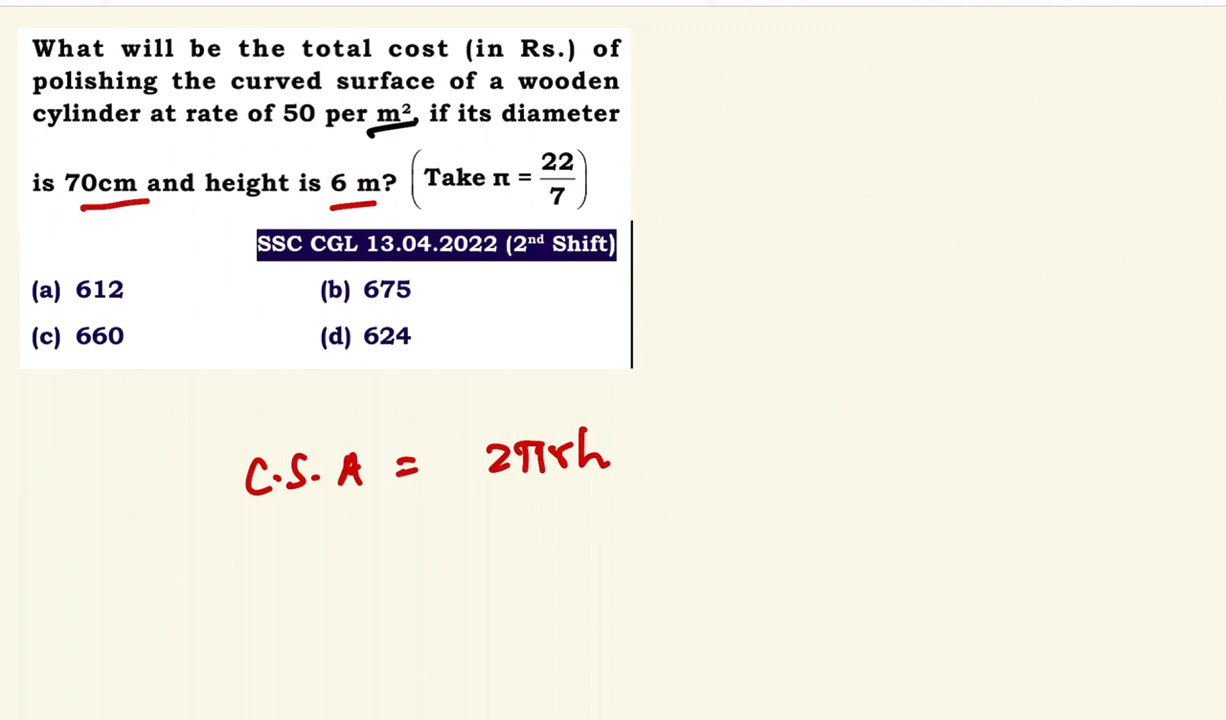 What will be the total cost (in Rs.) of
polishing the curved surface of a wooden
cylinder at rate of 50 per m², if its diameter
is 70cm and height is 6 m? (Take π = 22/7)
SSC CGL 13.04.2022 (2nd Shift)
(a) 612 (b) 675
(c) 660 (d) 624
C.S.A = 2πrh